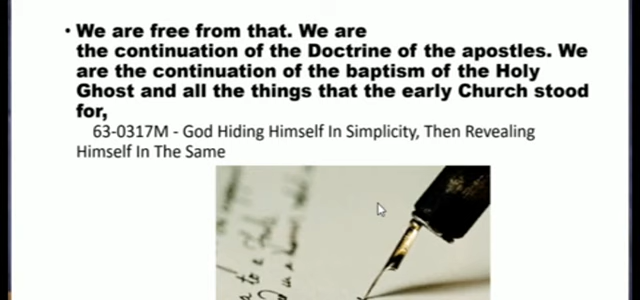 • We are free from that. We are
the continuation of the Doctrine of the apostles. We
are the continuation of the baptism of the Holy
Ghost and all the things that the early Church stood
for,
63-0317M - God Hiding Himself In Simplicity, Then Revealing
Himself In The Same